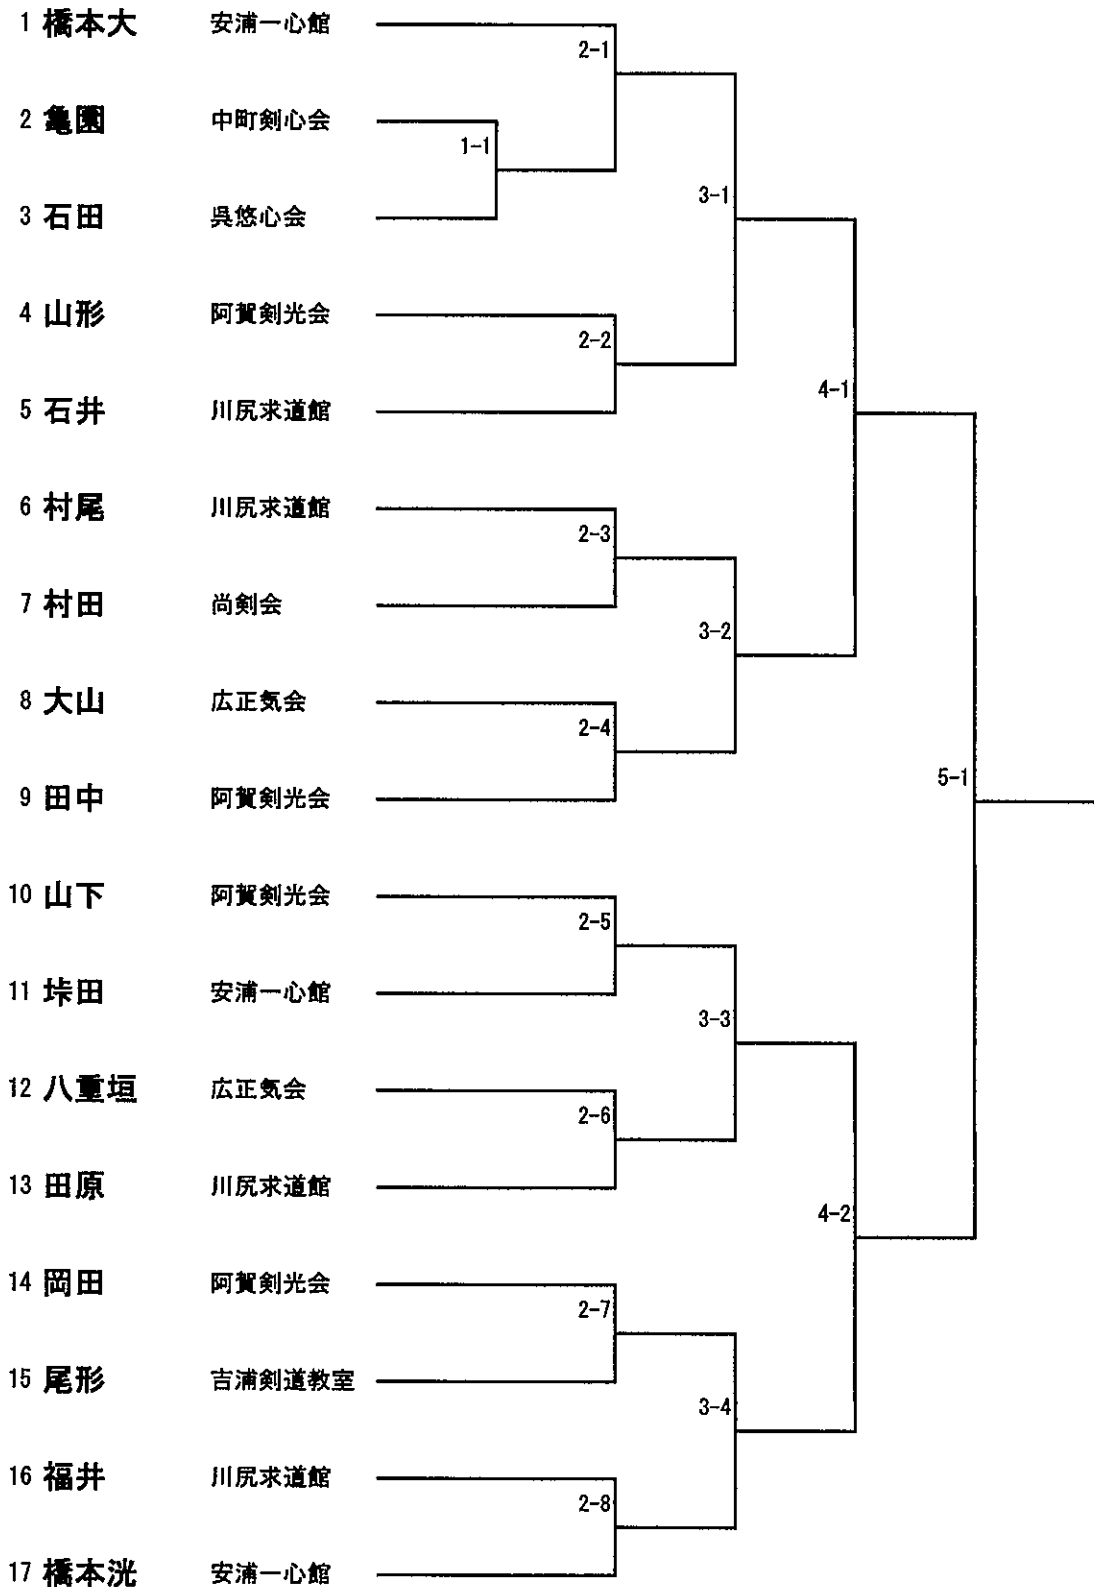 1 橋本大 安浦一心館
2-1
2 亀園 中町剣心会
1-1
3-1
3 石田 呉悠心会
4 山形 阿賀剣光会
2-2
4-1
5 石井 川尻求道館
6 村尾 川尻求道館
2-3
7 村田 尚剣会
3-2
8 大山 広正気会
2-4
5-1
9 田中 阿賀剣光会
10 山下 阿賀剣光会
2-5
11 垰田 安浦一心館
3-3
12 八重垣 広正気会
2-6
13 田原 川尻求道館
4-2
14 岡田 阿賀剣光会
2-7
15 尾形 吉浦剣道教室
3-4
16 福井 川尻求道館
2-8
17 橋本洸 安浦一心館